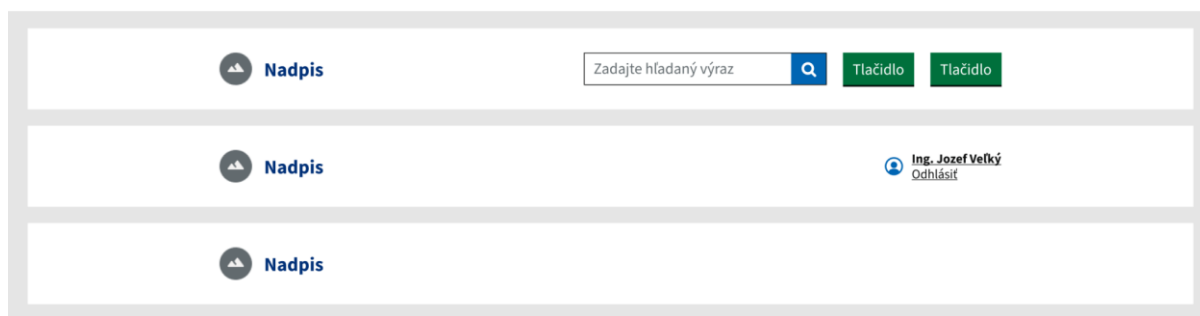 Nadpis
Zadajte hľadaný výraz
Tlačidlo
Tlačidlo
Nadpis
Ing. Jozef Veľký
Odhlásiť
Nadpis